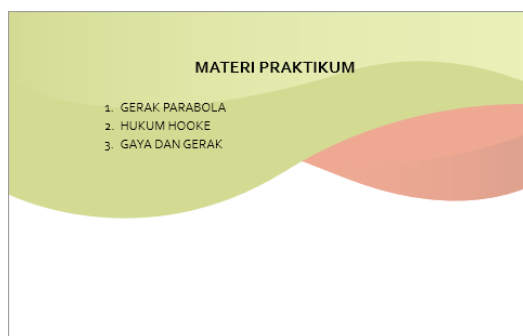 MATERI PRAKTIKUM
1. GERAK PARABOLA
2. HUKUM HOOKE
3. GAYA DAN GERAK